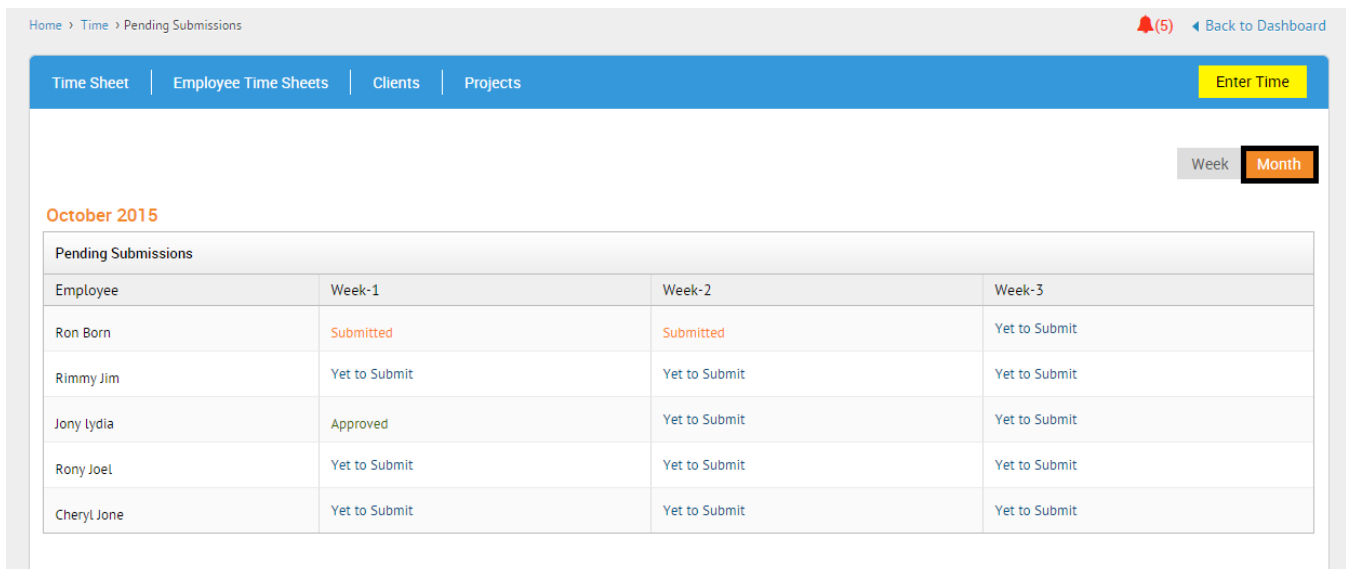 Home › Time › Pending Submissions (5) Back to Dashboard
Time Sheet Employee Time Sheets Clients Projects Enter Time
Week Month
October 2015
Pending Submissions
Employee Week-1 Week-2 Week-3
Ron Born Submitted Submitted Yet to Submit
Rimmy Jim Yet to Submit Yet to Submit Yet to Submit
Jony lydia Approved Yet to Submit Yet to Submit
Rony Joel Yet to Submit Yet to Submit Yet to Submit
Cheryl Jone Yet to Submit Yet to Submit Yet to Submit